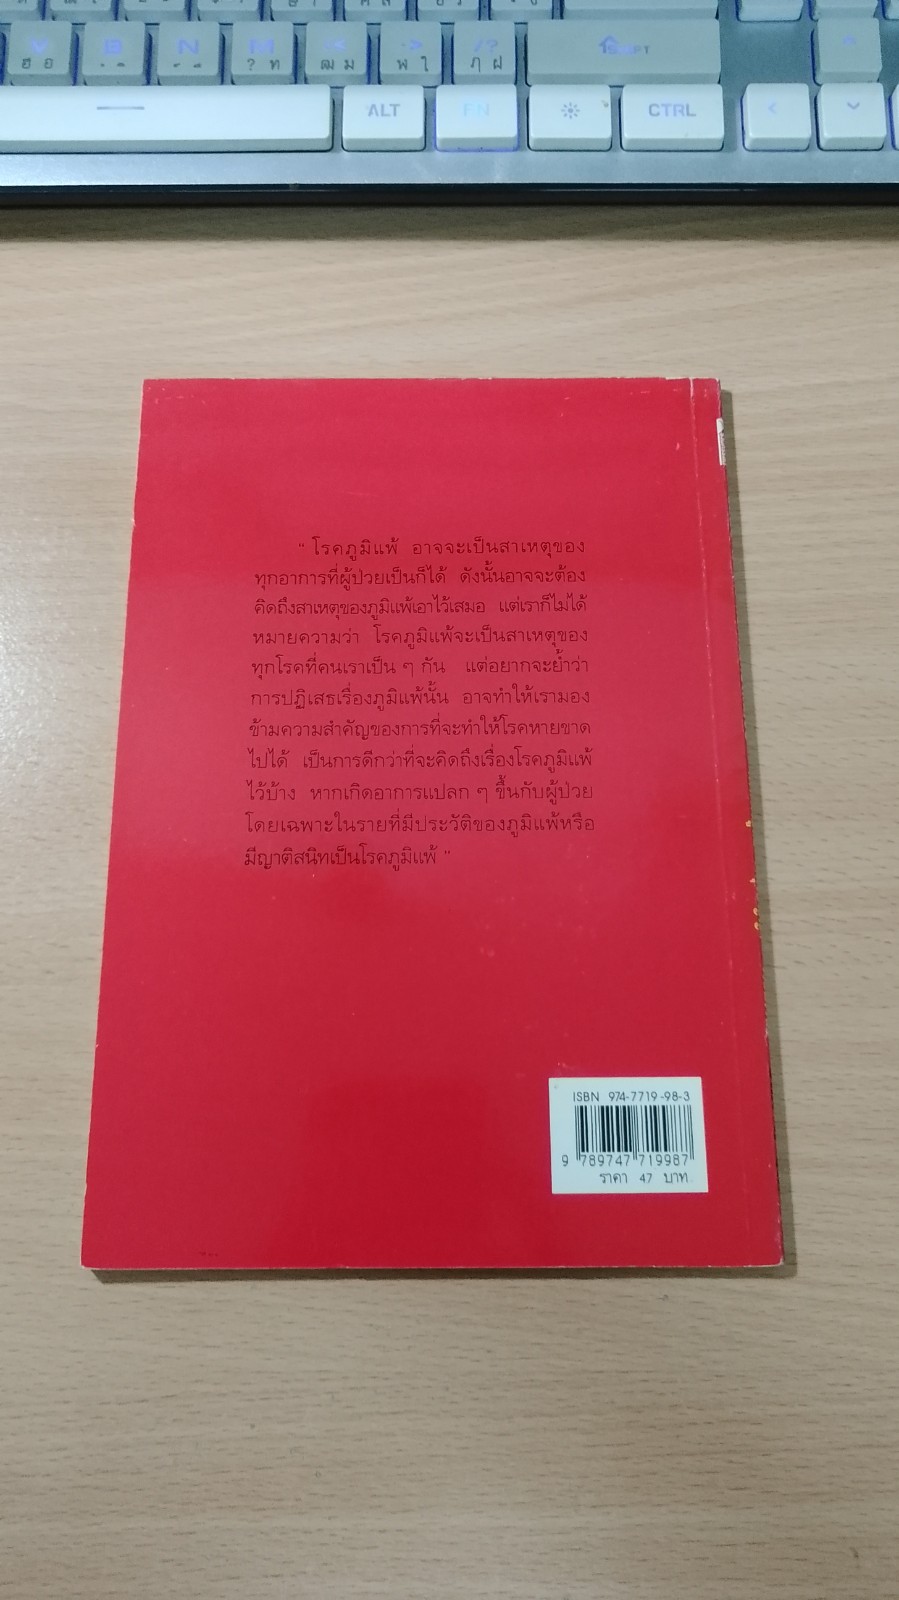 V B N M < > /?
ฮ อ ? ท ฒ ม พ ใ ฦ ฝ
ALT FN CTRL < 
" โรคภูมิแพ้ อาจจะเป็นสาเหตุของ
ทุกอาการที่ผู้ป่วยเป็นก็ได้ ดังนั้นอาจจะต้อง
คิดถึงสาเหตุของภูมิแพ้เอาไว้เสมอ แต่เราก็ไม่ได้
หมายความว่า โรคภูมิแพ้จะเป็นสาเหตุของ
ทุกโรคที่คนเราเป็น ๆ กัน แต่อยากจะย้ำว่า
การปฏิเสธเรื่องภูมิแพ้นั้น อาจทำให้เรามอง
ข้ามความสำคัญของการที่จะทำให้โรคหายขาด
ไปได้ เป็นการดีกว่าที่จะคิดถึงเรื่องโรคภูมิแพ้
ไว้บ้าง หากเกิดอาการแปลก ๆ ขึ้นกับผู้ป่วย
โดยเฉพาะในรายที่มีประวัติของภูมิแพ้หรือ
มีญาติสนิทเป็นโรคภูมิแพ้ "
ISBN 974-7719-98-3
9 789747 719987
ราคา 47 บาท